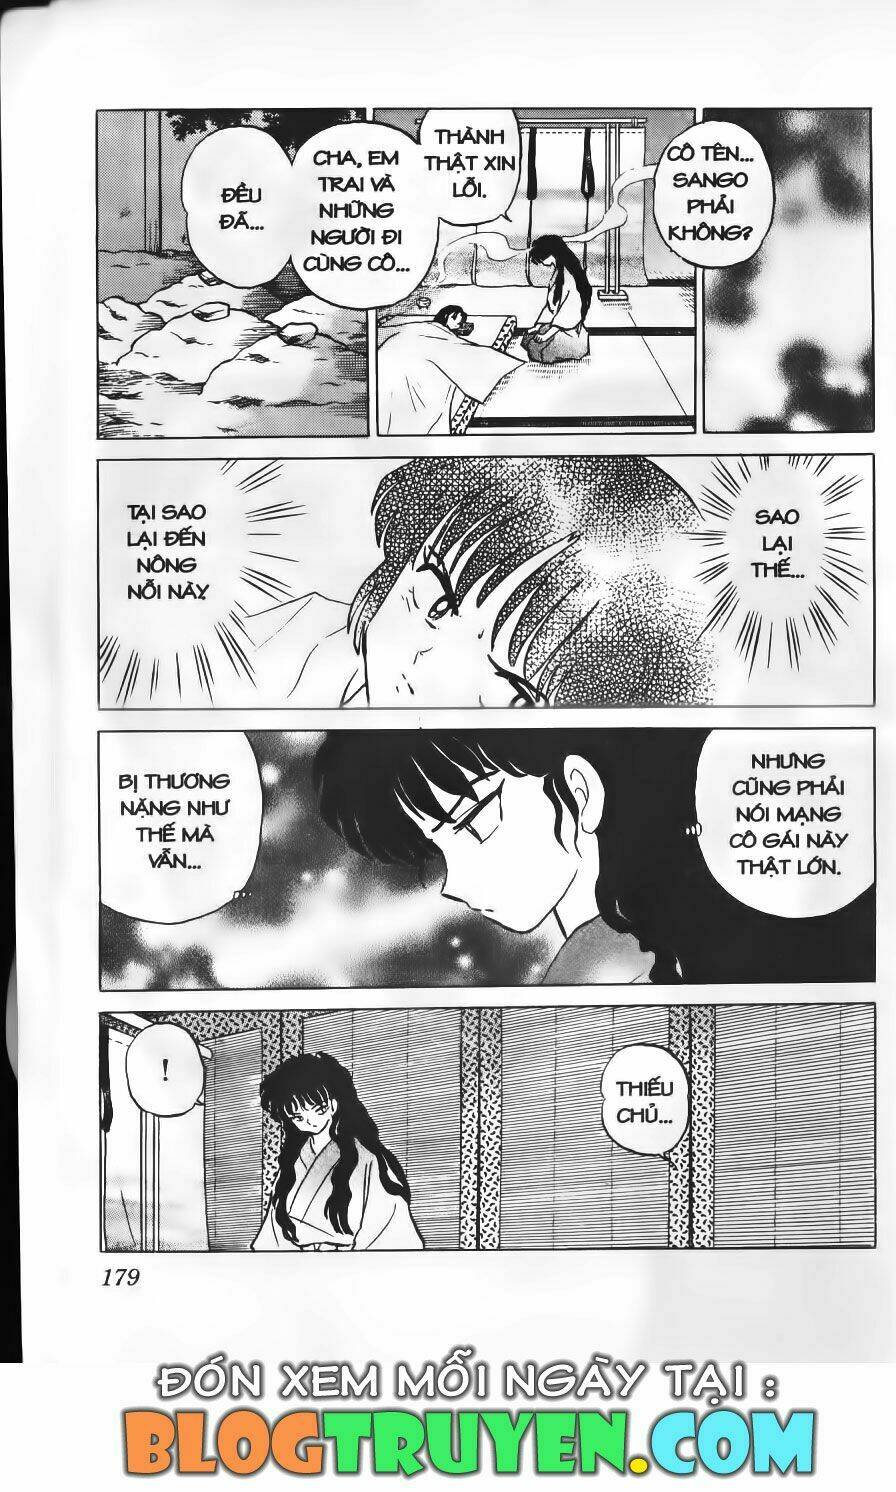 CÔ TÊN...
SANGO
PHẢI
KHÔNG?
THÀNH
THẬT XIN
LỖI.
CHA, EM
TRAI VÀ
NHỮNG
NGƯỜI ĐI
CÙNG CÔ...
ĐỀU
ĐÃ...
SAO
LẠI
THẾ...
TẠI SAO
LẠI ĐẾN
NÔNG
NỖI NÀY.
NHƯNG
CŨNG PHẢI
NÓI MẠNG
CÔ GÁI NÀY
THẬT LỚN.
BỊ THƯƠNG
NẶNG NHƯ
THẾ MÀ
VẪN...
THIẾU
CHỦ...
!
179
ĐÓN XEM MỖI NGÀY TẠI :
BLOGTRUYEN.COM